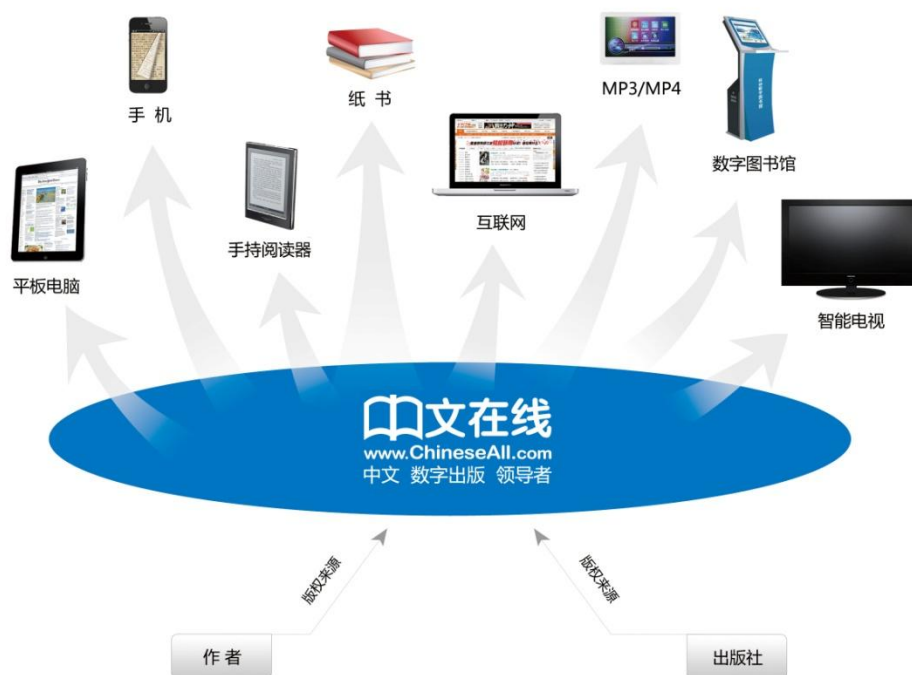 手 机
纸 书
MP3/MP4
数字图书馆
互联网
手持阅读器
平板电脑
智能电视
中文在线
www.ChineseAll.com
中文 数字出版 领导者
版权来源
版权来源
作 者
出版社